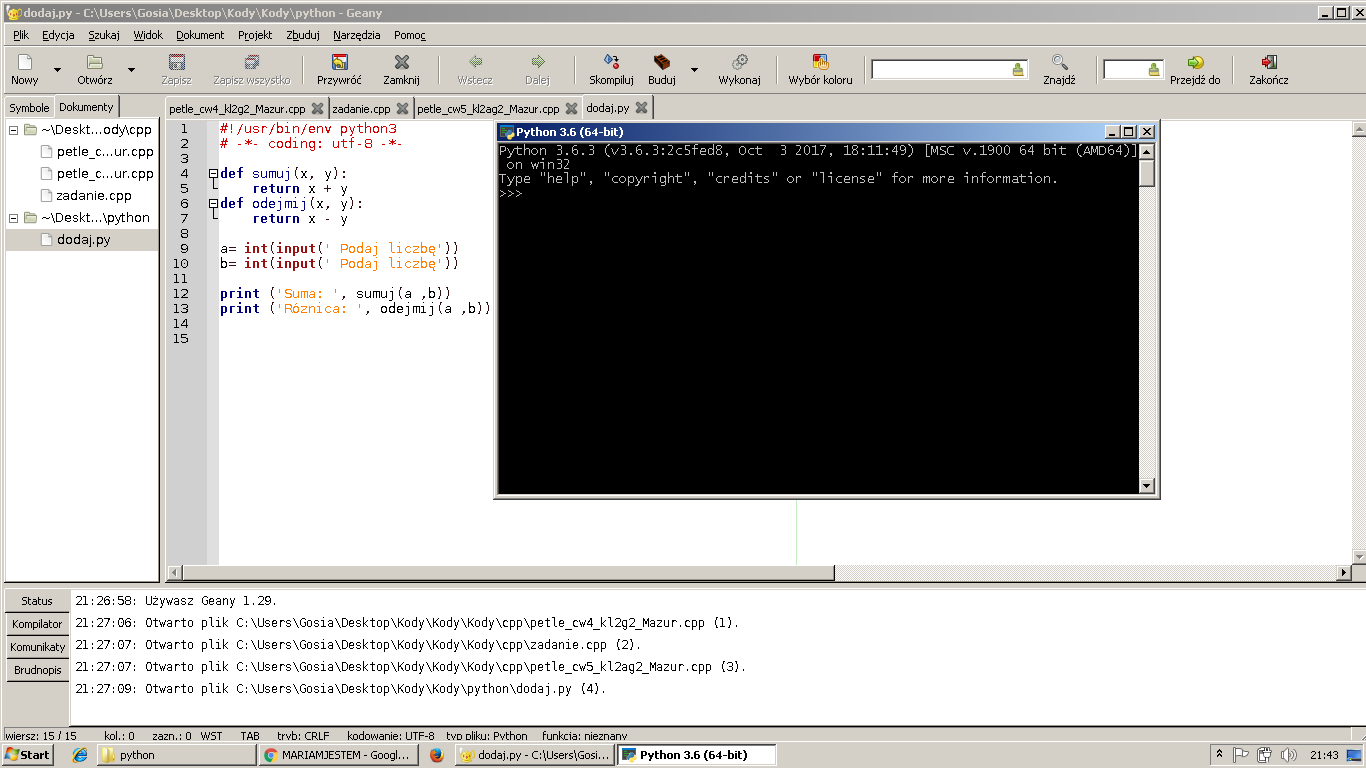 dodaj.py - C:\Users\Gosia\Desktop\Kody\Kody\python - Geany
Plik Edycja Szukaj Widok Dokument Projekt Zbuduj Narzędzia Pomoc
Nowy Otwórz Zapisz Zapisz wszystko Przywróć Zamknij Wstecz Dalej Skompiluj Buduj Wykonaj Wybór koloru Znajdź Przejdź do Zakończ
Symbole Dokumenty
petle_cw4_kl2g2_Mazur.cpp zadanie.cpp petle_cw5_kl2ag2_Mazur.cpp dodaj.py
~\Deskt...ody\cpp
petle_c...ur.cpp
petle_c...ur.cpp
zadanie.cpp
~\Deskt...\python
dodaj.py
1 #!/usr/bin/env python3
2 # -*- coding: utf-8 -*-
3
4 def sumuj(x, y):
5 return x + y
6 def odejmij(x, y):
7 return x - y
8
9 a= int(input(' Podaj liczbę'))
10 b= int(input(' Podaj liczbę'))
11
12 print ('Suma: ', sumuj(a ,b))
13 print ('Róznica: ', odejmij(a ,b))
14
15
Python 3.6 (64-bit)
Python 3.6.3 (v3.6.3:2c5fed8, Oct  3 2017, 18:11:49) [MSC v.1900 64 bit (AMD64)]
on win32
Type "help", "copyright", "credits" or "license" for more information.
>>>
Status
Kompilator
Komunikaty
Brudnopis
21:26:58: Używasz Geany 1.29.
21:27:06: Otwarto plik C:\Users\Gosia\Desktop\Kody\Kody\Kody\cpp\petle_cw4_kl2g2_Mazur.cpp (1).
21:27:07: Otwarto plik C:\Users\Gosia\Desktop\Kody\Kody\Kody\cpp\zadanie.cpp (2).
21:27:07: Otwarto plik C:\Users\Gosia\Desktop\Kody\Kody\Kody\cpp\petle_cw5_kl2ag2_Mazur.cpp (3).
21:27:09: Otwarto plik C:\Users\Gosia\Desktop\Kody\Kody\python\dodaj.py (4).
wiersz: 15 / 15 kol.: 0 zazn.: 0 WST TAB tryb: CRLF kodowanie: UTF-8 typ pliku: Python funkcja: nieznany
Start python MARIAMJESTEM - Googl... dodaj.py - C:\Users\Gosi... Python 3.6 (64-bit) 21:43